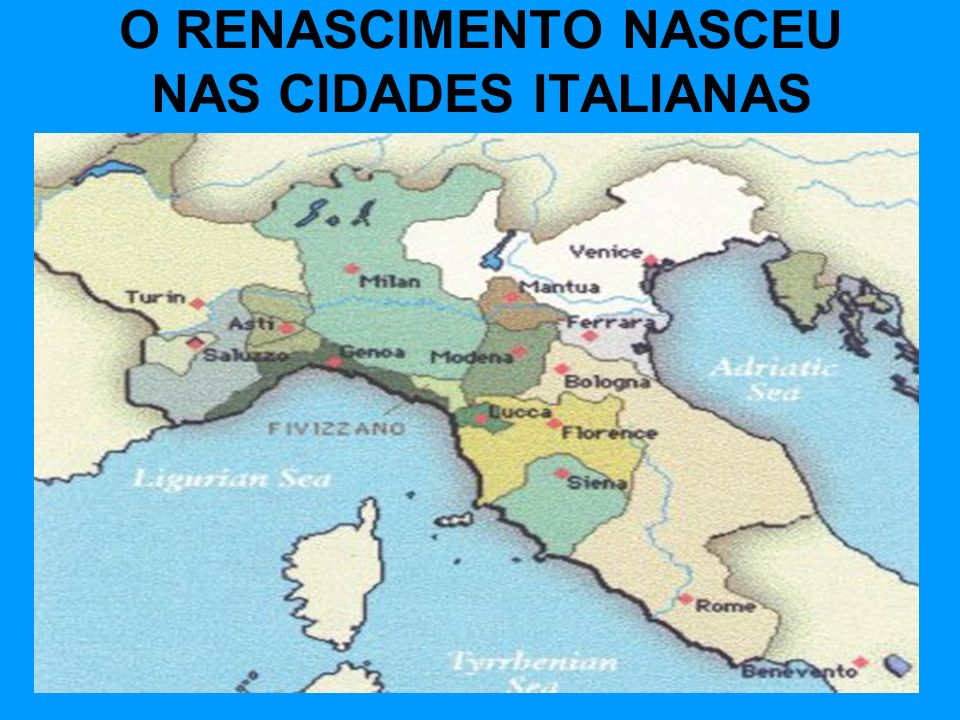 O RENASCIMENTO NASCEU
NAS CIDADES ITALIANAS
Venice
Milan
Mantua
Turin
Asti
Ferrara
Saluzzo
Genoa
Modena
Bologna
Adriatic
Sea
Lucca
FIVIZZANO
Florence
Ligurian Sea
Siena
Rome
Tyrrhenian
Sea
Benevento